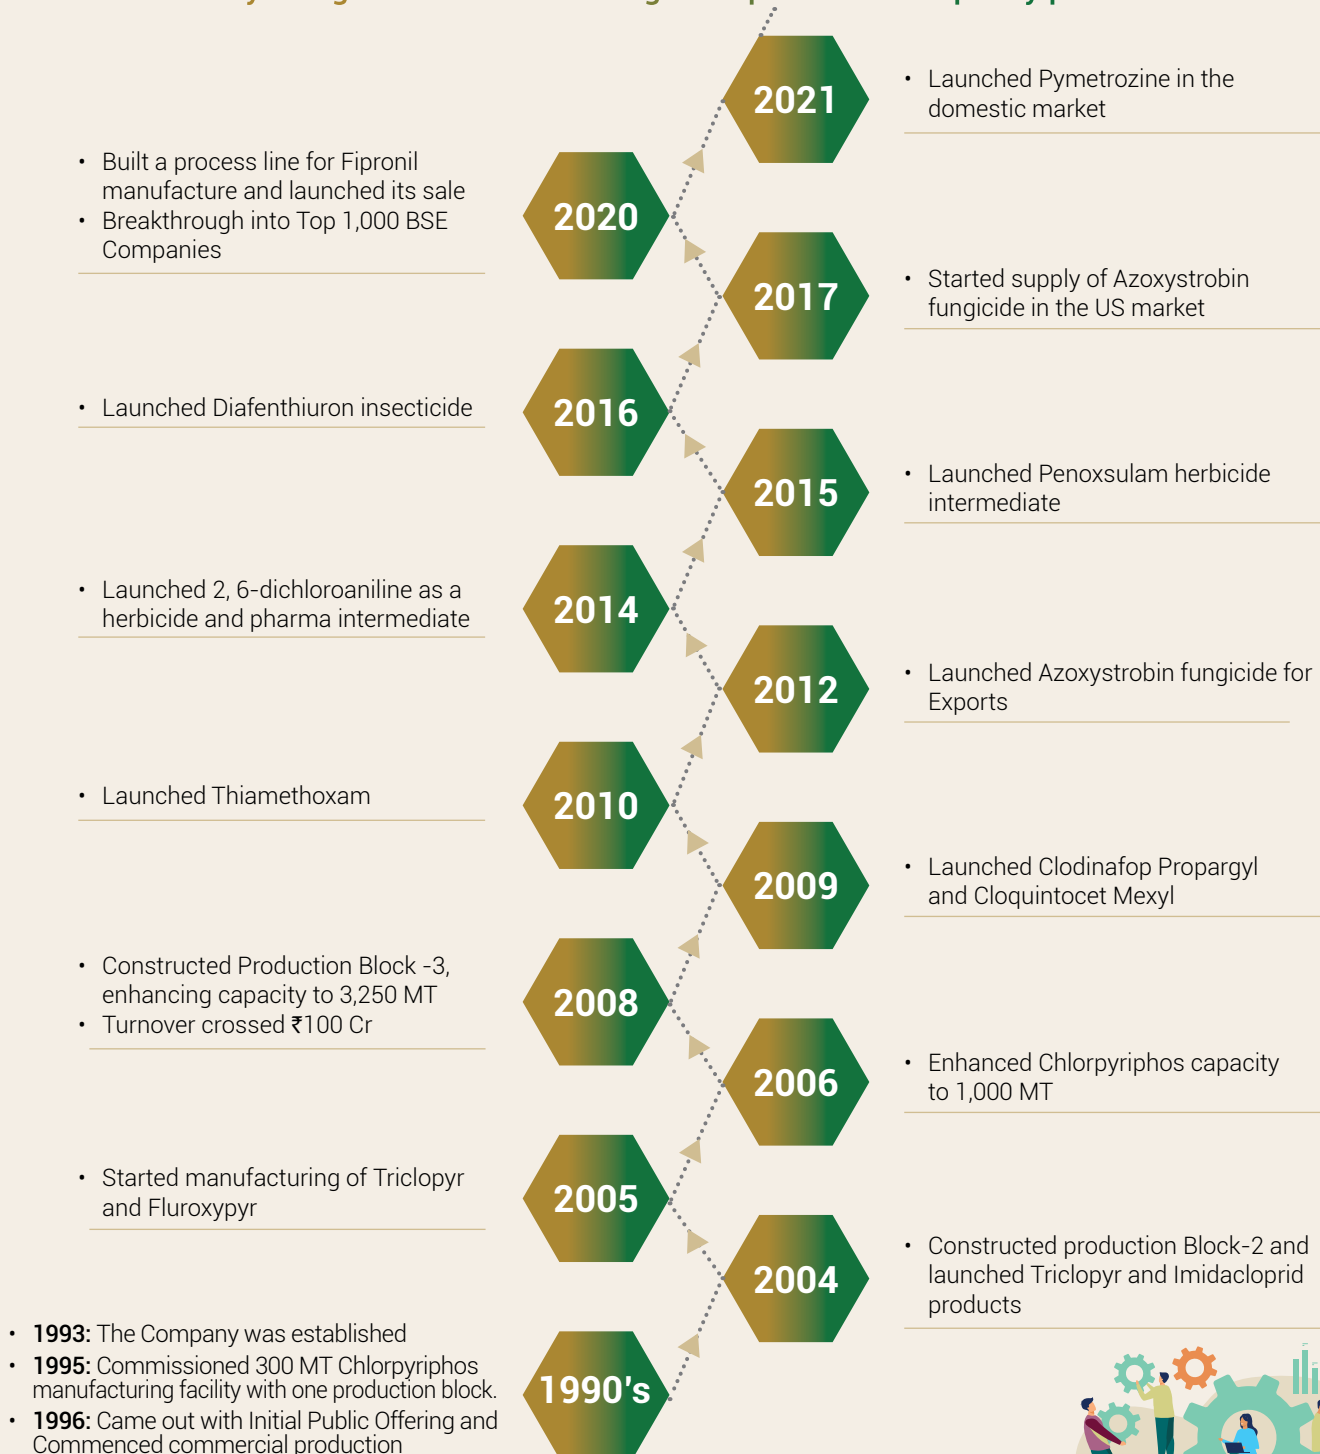 2021
• Launched Pymetrozine in the
domestic market
• Built a process line for Fipronil
manufacture and launched its sale
• Breakthrough into Top 1,000 BSE
Companies
2020
2017
• Started supply of Azoxystrobin
fungicide in the US market
• Launched Diafenthiuron insecticide
2016
2015
• Launched Penoxsulam herbicide
intermediate
• Launched 2, 6-dichloroaniline as a
herbicide and pharma intermediate
2014
2012
• Launched Azoxystrobin fungicide for
Exports
• Launched Thiamethoxam
2010
2009
• Launched Clodinafop Propargyl
and Cloquintocet Mexyl
• Constructed Production Block -3,
enhancing capacity to 3,250 MT
• Turnover crossed ₹100 Cr
2008
2006
• Enhanced Chlorpyriphos capacity
to 1,000 MT
• Started manufacturing of Triclopyr
and Fluroxypyr
2005
2004
• Constructed production Block-2 and
launched Triclopyr and Imidacloprid
products
• 1993: The Company was established
• 1995: Commissioned 300 MT Chlorpyriphos
manufacturing facility with one production block.
• 1996: Came out with Initial Public Offering and
Commenced commercial production
1990's